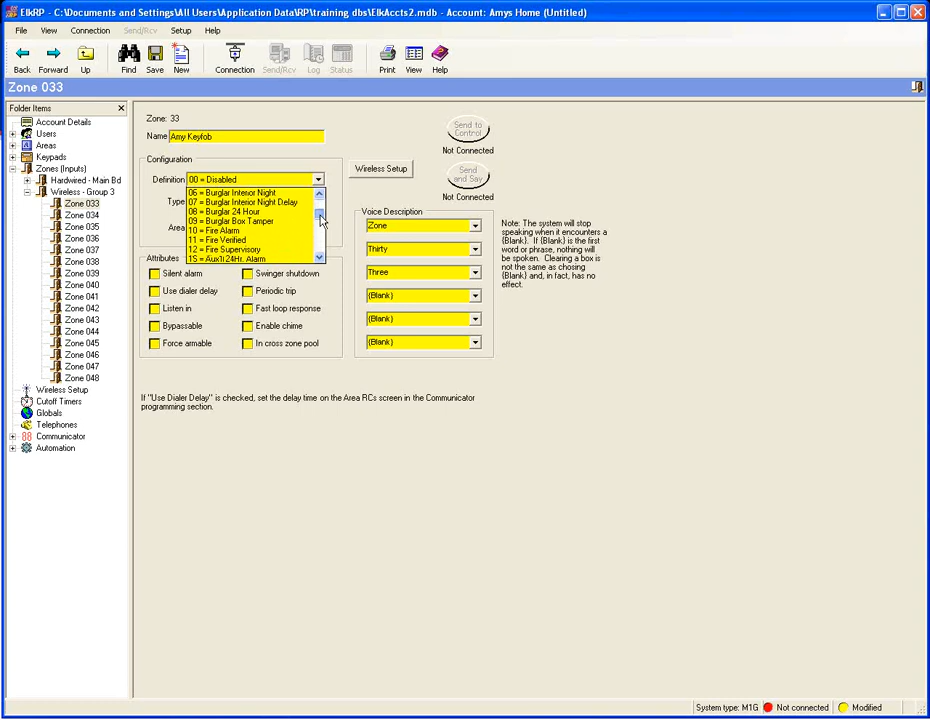 ElkRP - C:\Documents and Settings\All Users\Application Data\RP\training dbs\ElkAccts2.mdb - Account: Amys Home (Untitled)
File View Connection Send/Rcv Setup Help
Back Forward Up Find Save New Connection Send/Rcv Log Status Print View Help
Zone 033
Folder Items
Account Details
Users
Areas
Keypads
Zones (Inputs)
Hardwired - Main Bd
Wireless - Group 3
Zone 033
Zone 034
Zone 035
Zone 036
Zone 037
Zone 038
Zone 039
Zone 040
Zone 041
Zone 042
Zone 043
Zone 044
Zone 045
Zone 046
Zone 047
Zone 048
Wireless Setup
Cutoff Timers
Globals
Telephones
Communicator
Automation
Zone: 33
Name Amy Keyfob
Configuration
Definition 00 = Disabled
Type
Area
06 = Burglar Interior Night
07 = Burglar Interior Night Delay
08 = Burglar 24 Hour
09 = Burglar Box Tamper
10 = Fire Alarm
11 = Fire Verified
12 = Fire Supervisory
Wireless Setup
Send to Control
Not Connected
Send and Say
Not Connected
Attributes
Silent alarm Swinger shutdown
Use dialer delay Periodic trip
Listen in Fast loop response
Bypassable Enable chime
Force armable In cross zone pool
Voice Description
Zone
Thirty
Three
{Blank}
{Blank}
{Blank}
Note: The system will stop
speaking when it encounters a
{Blank}. If {Blank} is the first
word or phrase, nothing will
be spoken. Clearing a box is
not the same as chosing
{Blank} and, in fact, has no
effect.
If "Use Dialer Delay" is checked, set the delay time on the Area RCs screen in the Communicator
programming section.
System type: M1G Not connected Modified